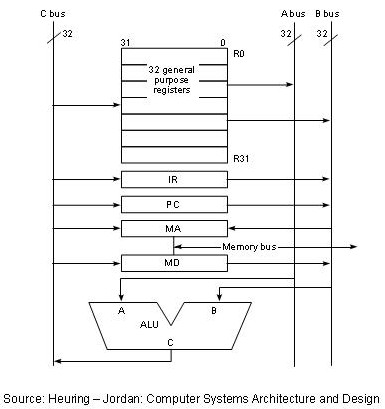 C bus
A bus
B bus
32
31
0
32
32
R0
32 general
purpose
registers
R31
IR
PC
MA
Memory bus
MD
A
B
ALU
C
Source: Heuring – Jordan: Computer Systems Architecture and Design